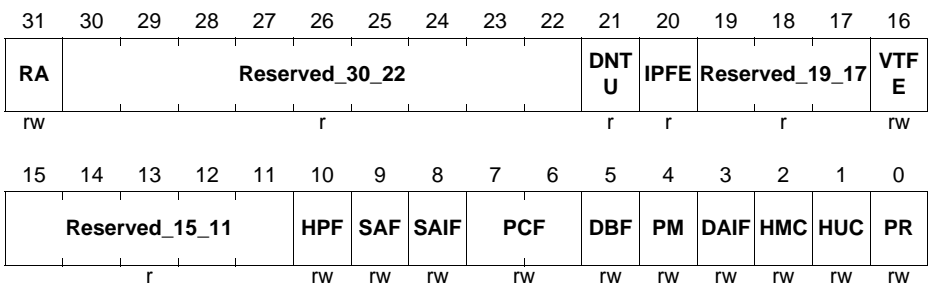 31 30 29 28 27 26 25 24 23 22 21 20 19 18 17 16
RA Reserved_30_22 DNTU IPFE Reserved_19_17 VTFE
rw r r r r rw
15 14 13 12 11 10 9 8 7 6 5 4 3 2 1 0
Reserved_15_11 HPF SAF SAIF PCF DBF PM DAIF HMC HUC PR
r rw rw rw rw rw rw rw rw rw rw